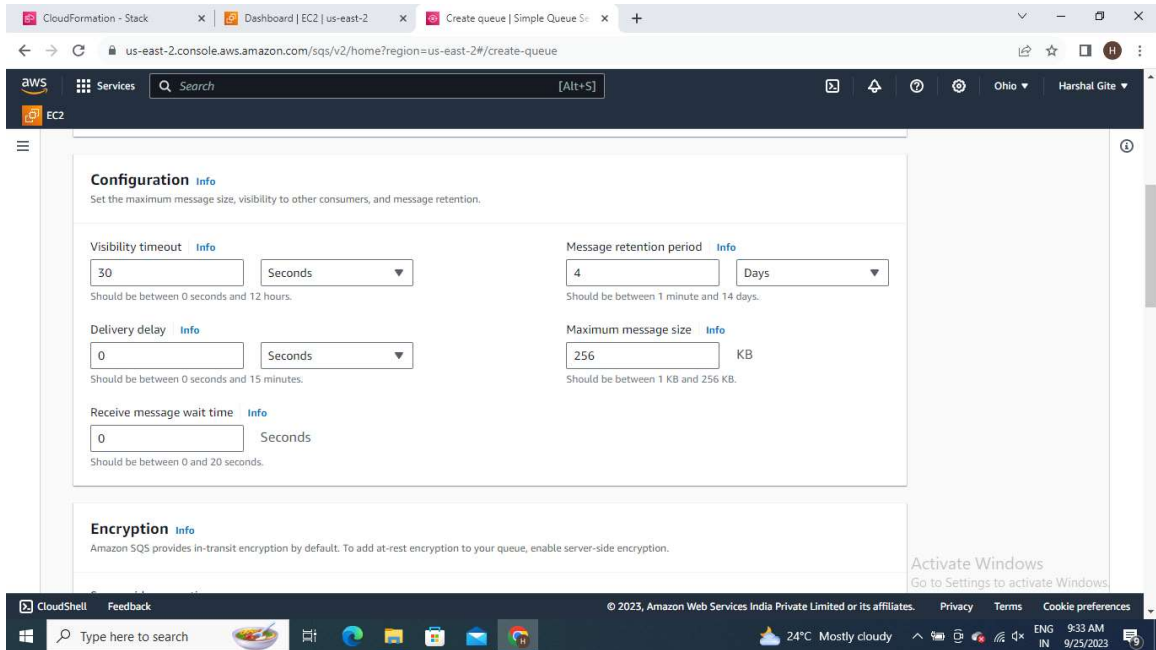 CloudFormation - Stack
Dashboard | EC2 | us-east-2
Create queue | Simple Queue Se
us-east-2.console.aws.amazon.com/sqs/v2/home?region=us-east-2#/create-queue
H
aws
Services
Search
[Alt+S]
Ohio
Harshal Gite
EC2
Configuration Info
Set the maximum message size, visibility to other consumers, and message retention.
Visibility timeout Info
30 Seconds
Should be between 0 seconds and 12 hours.
Message retention period Info
4 Days
Should be between 1 minute and 14 days.
Delivery delay Info
0 Seconds
Should be between 0 seconds and 15 minutes.
Maximum message size Info
256 KB
Should be between 1 KB and 256 KB.
Receive message wait time Info
0 Seconds
Should be between 0 and 20 seconds.
Encryption Info
Amazon SQS provides in-transit encryption by default. To add at-rest encryption to your queue, enable server-side encryption.
Activate Windows
Go to Settings to activate Windows.
CloudShell Feedback
© 2023, Amazon Web Services India Private Limited or its affiliates. Privacy Terms Cookie preferences
Type here to search
24°C Mostly cloudy
ENG
IN
9:33 AM
9/25/2023
9